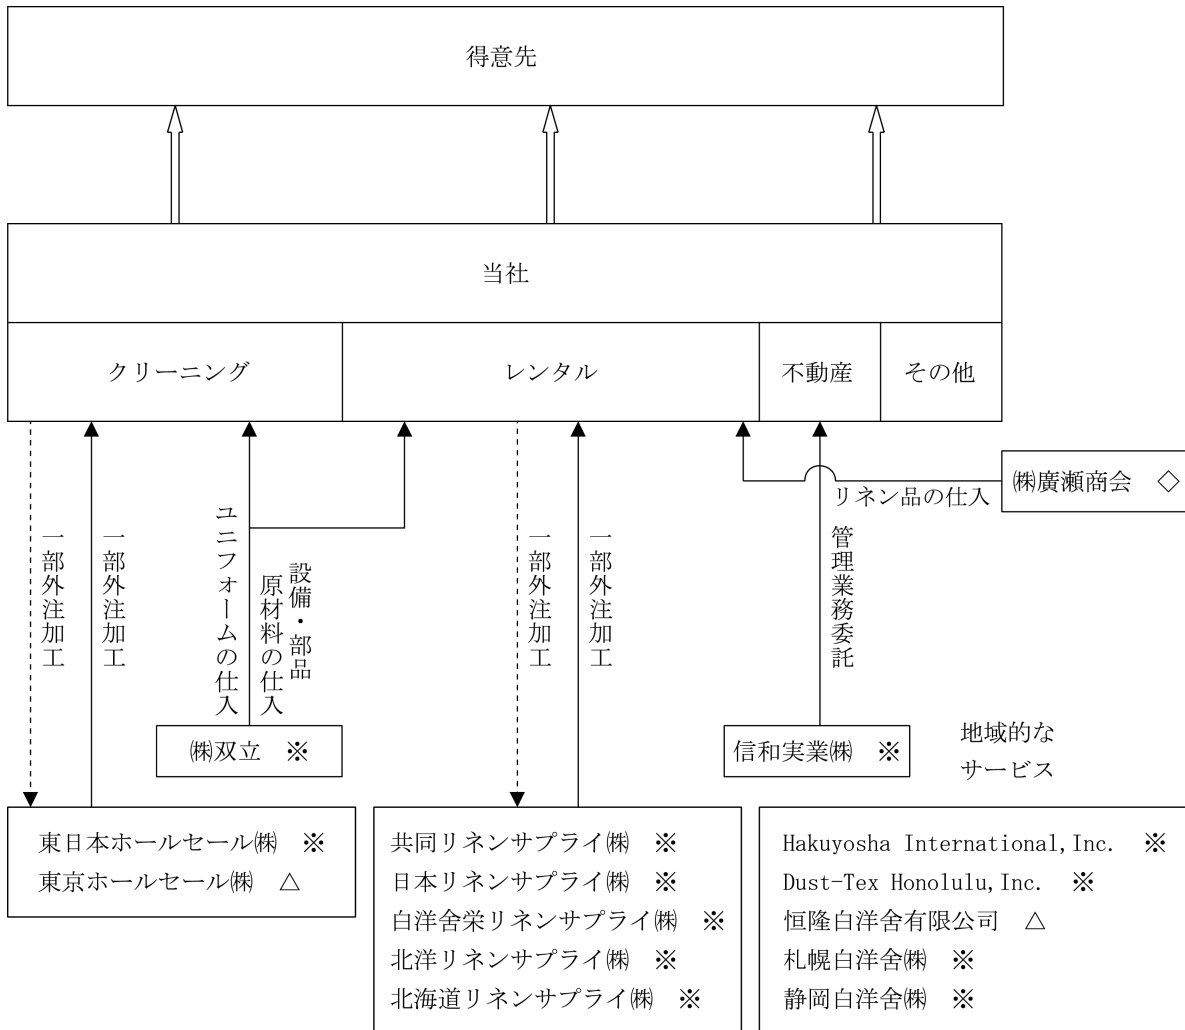 得意先
当社
クリーニング
レンタル
不動産
その他
㈱廣瀬商会　◇
リネン品の仕入
一部外注加工
一部外注加工
ユニフォームの仕入
設備・部品
原材料の仕入
一部外注加工
一部外注加工
管理業務委託
㈱双立　※
信和実業㈱　※
地域的な
サービス
東日本ホールセール㈱　※
東京ホールセール㈱　△
共同リネンサプライ㈱　※
日本リネンサプライ㈱　※
白洋舍栄リネンサプライ㈱　※
北洋リネンサプライ㈱　※
北海道リネンサプライ㈱　※
Hakuyosha International,Inc.　※
Dust-Tex Honolulu,Inc.　※
恒隆白洋舍有限公司　△
札幌白洋舍㈱　※
静岡白洋舍㈱　※